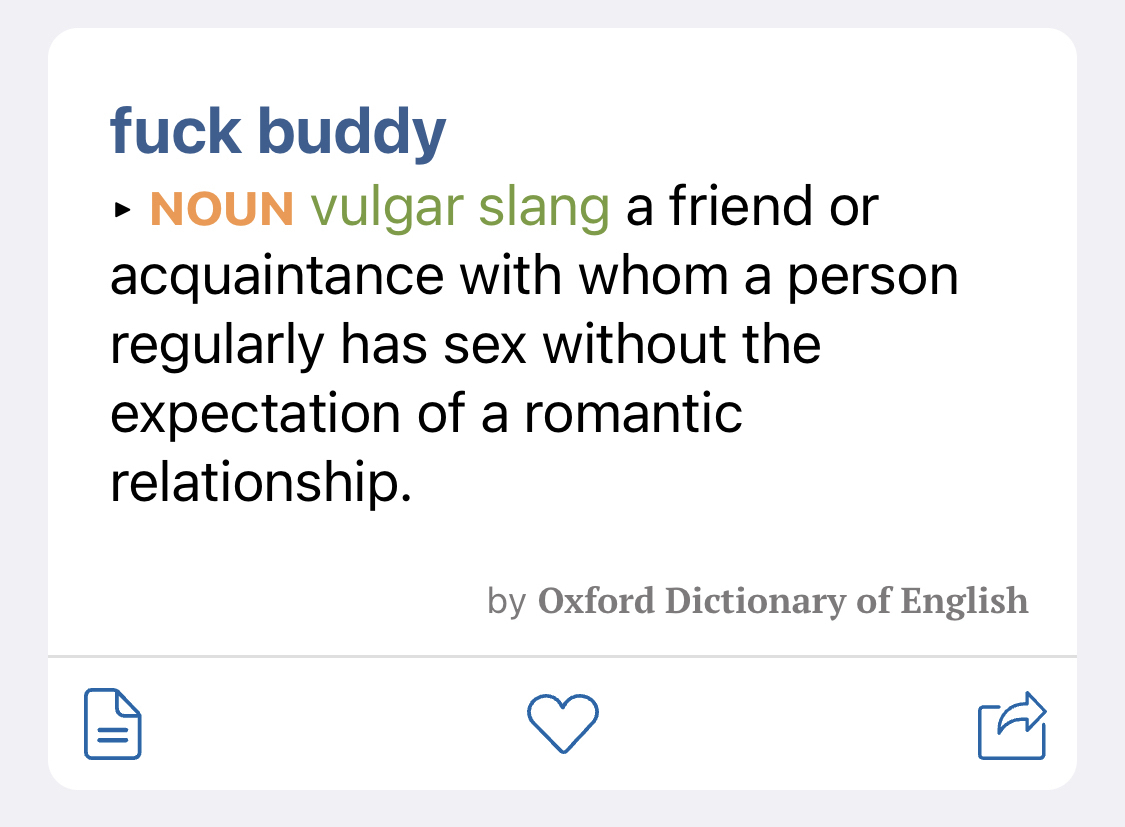 fuck buddy
▸ NOUN vulgar slang a friend or
acquaintance with whom a person
regularly has sex without the
expectation of a romantic
relationship.
by Oxford Dictionary of English